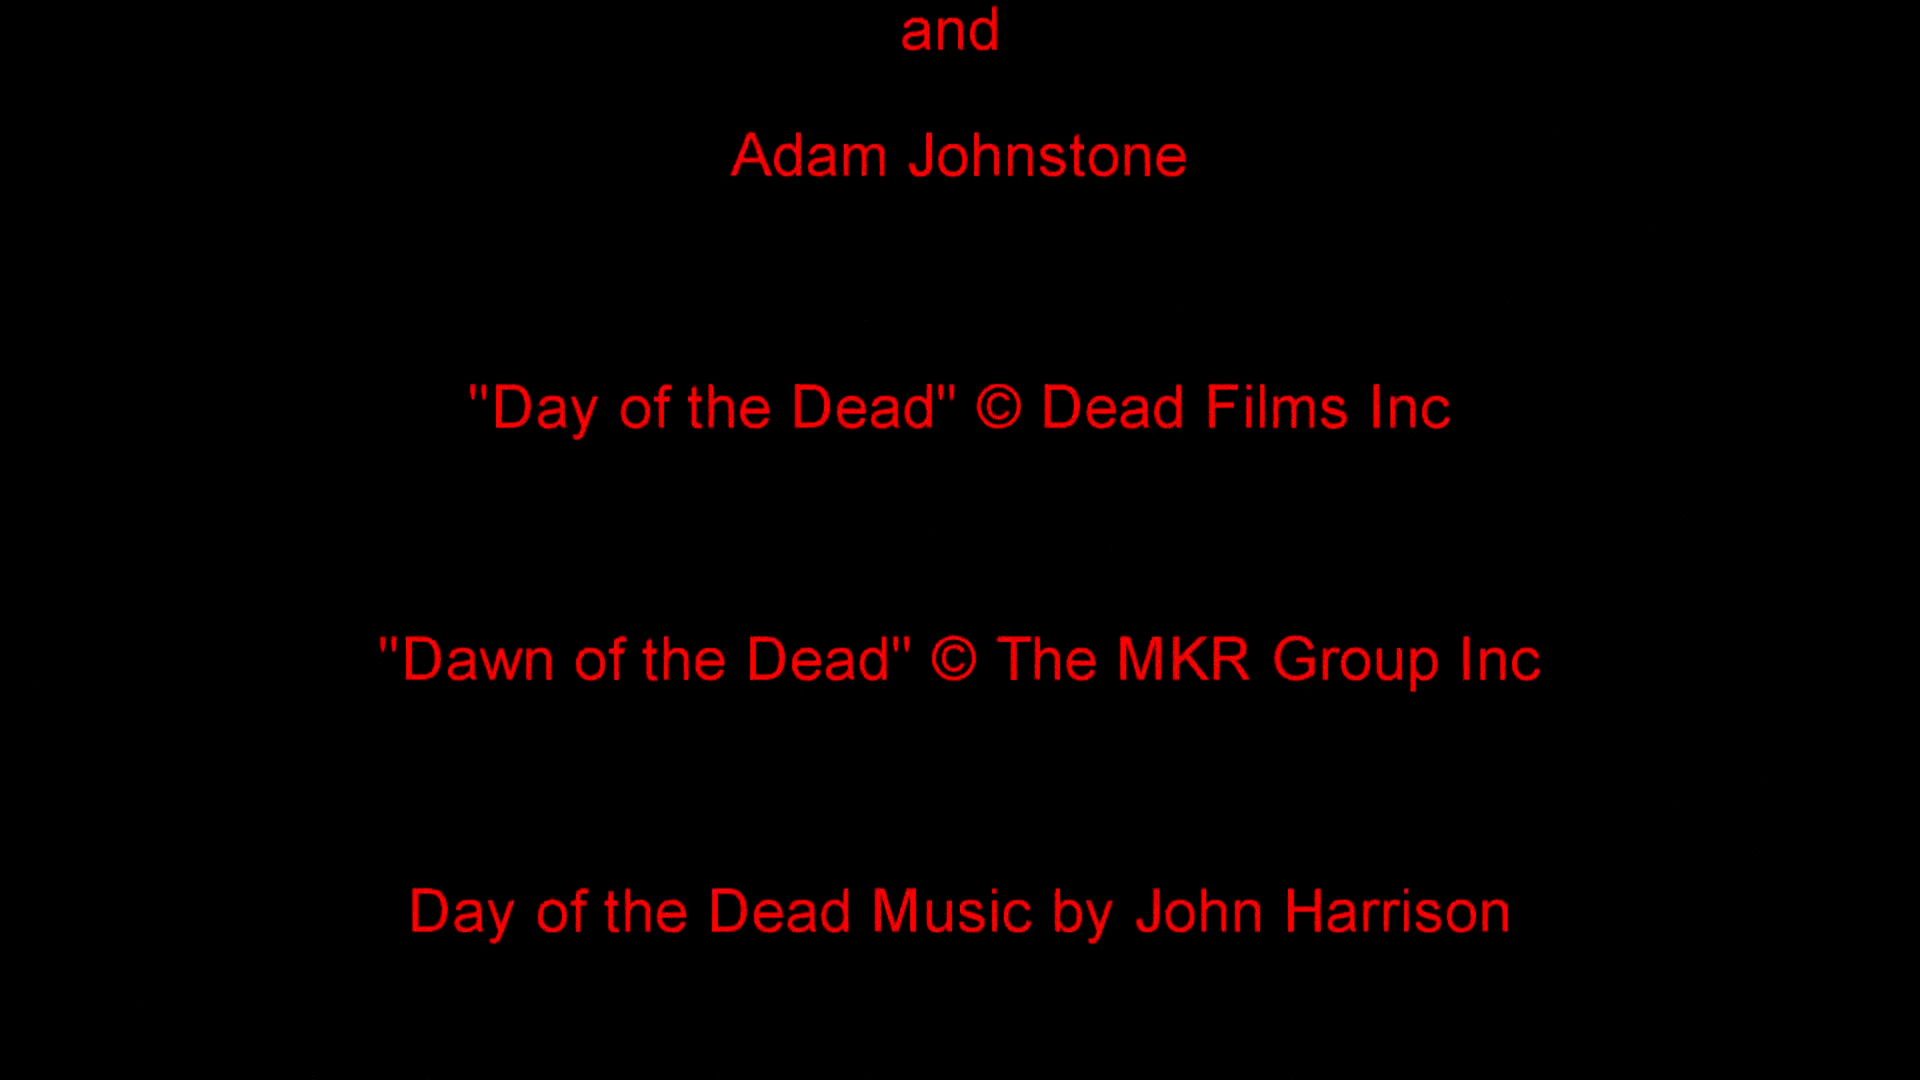 and
Adam Johnstone
"Day of the Dead" © Dead Films Inc
"Dawn of the Dead" © The MKR Group Inc
Day of the Dead Music by John Harrison